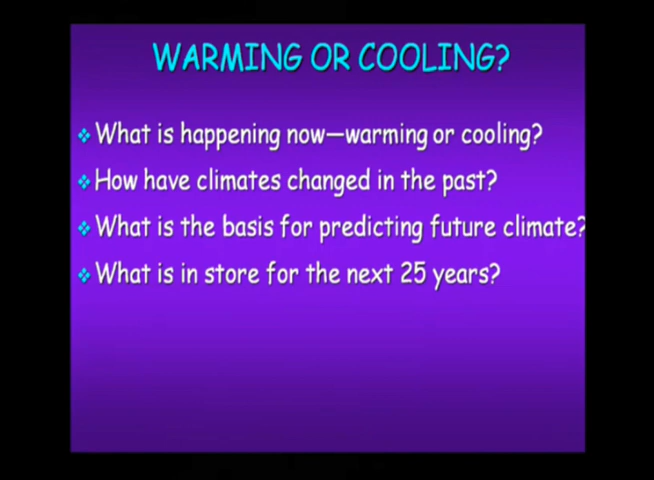 WARMING OR COOLING?
What is happening now—warming or cooling?
How have climates changed in the past?
What is the basis for predicting future climate?
What is in store for the next 25 years?